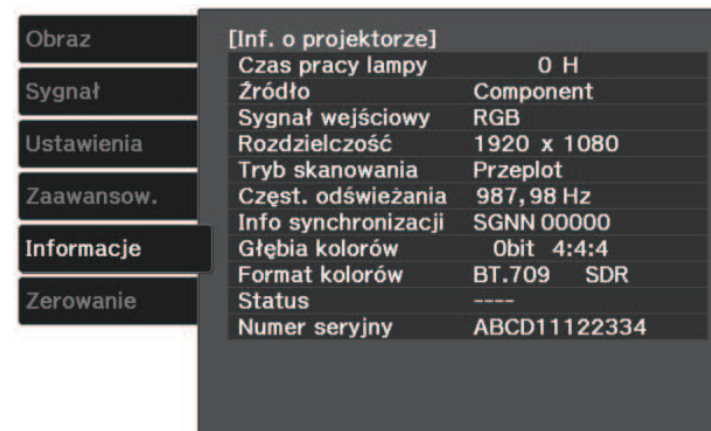 Obraz
Sygnał
Ustawienia
Zaawansow.
Informacje
Zerowanie
[Inf. o projektorze]
Czas pracy lampy 0 H
Źródło Component
Sygnał wejściowy RGB
Rozdzielczość 1920 x 1080
Tryb skanowania Przeplot
Częst. odświeżania 987,98 Hz
Info synchronizacji SGNN 00000
Głębia kolorów 0bit 4:4:4
Format kolorów BT.709 SDR
Status ----
Numer seryjny ABCD11122334